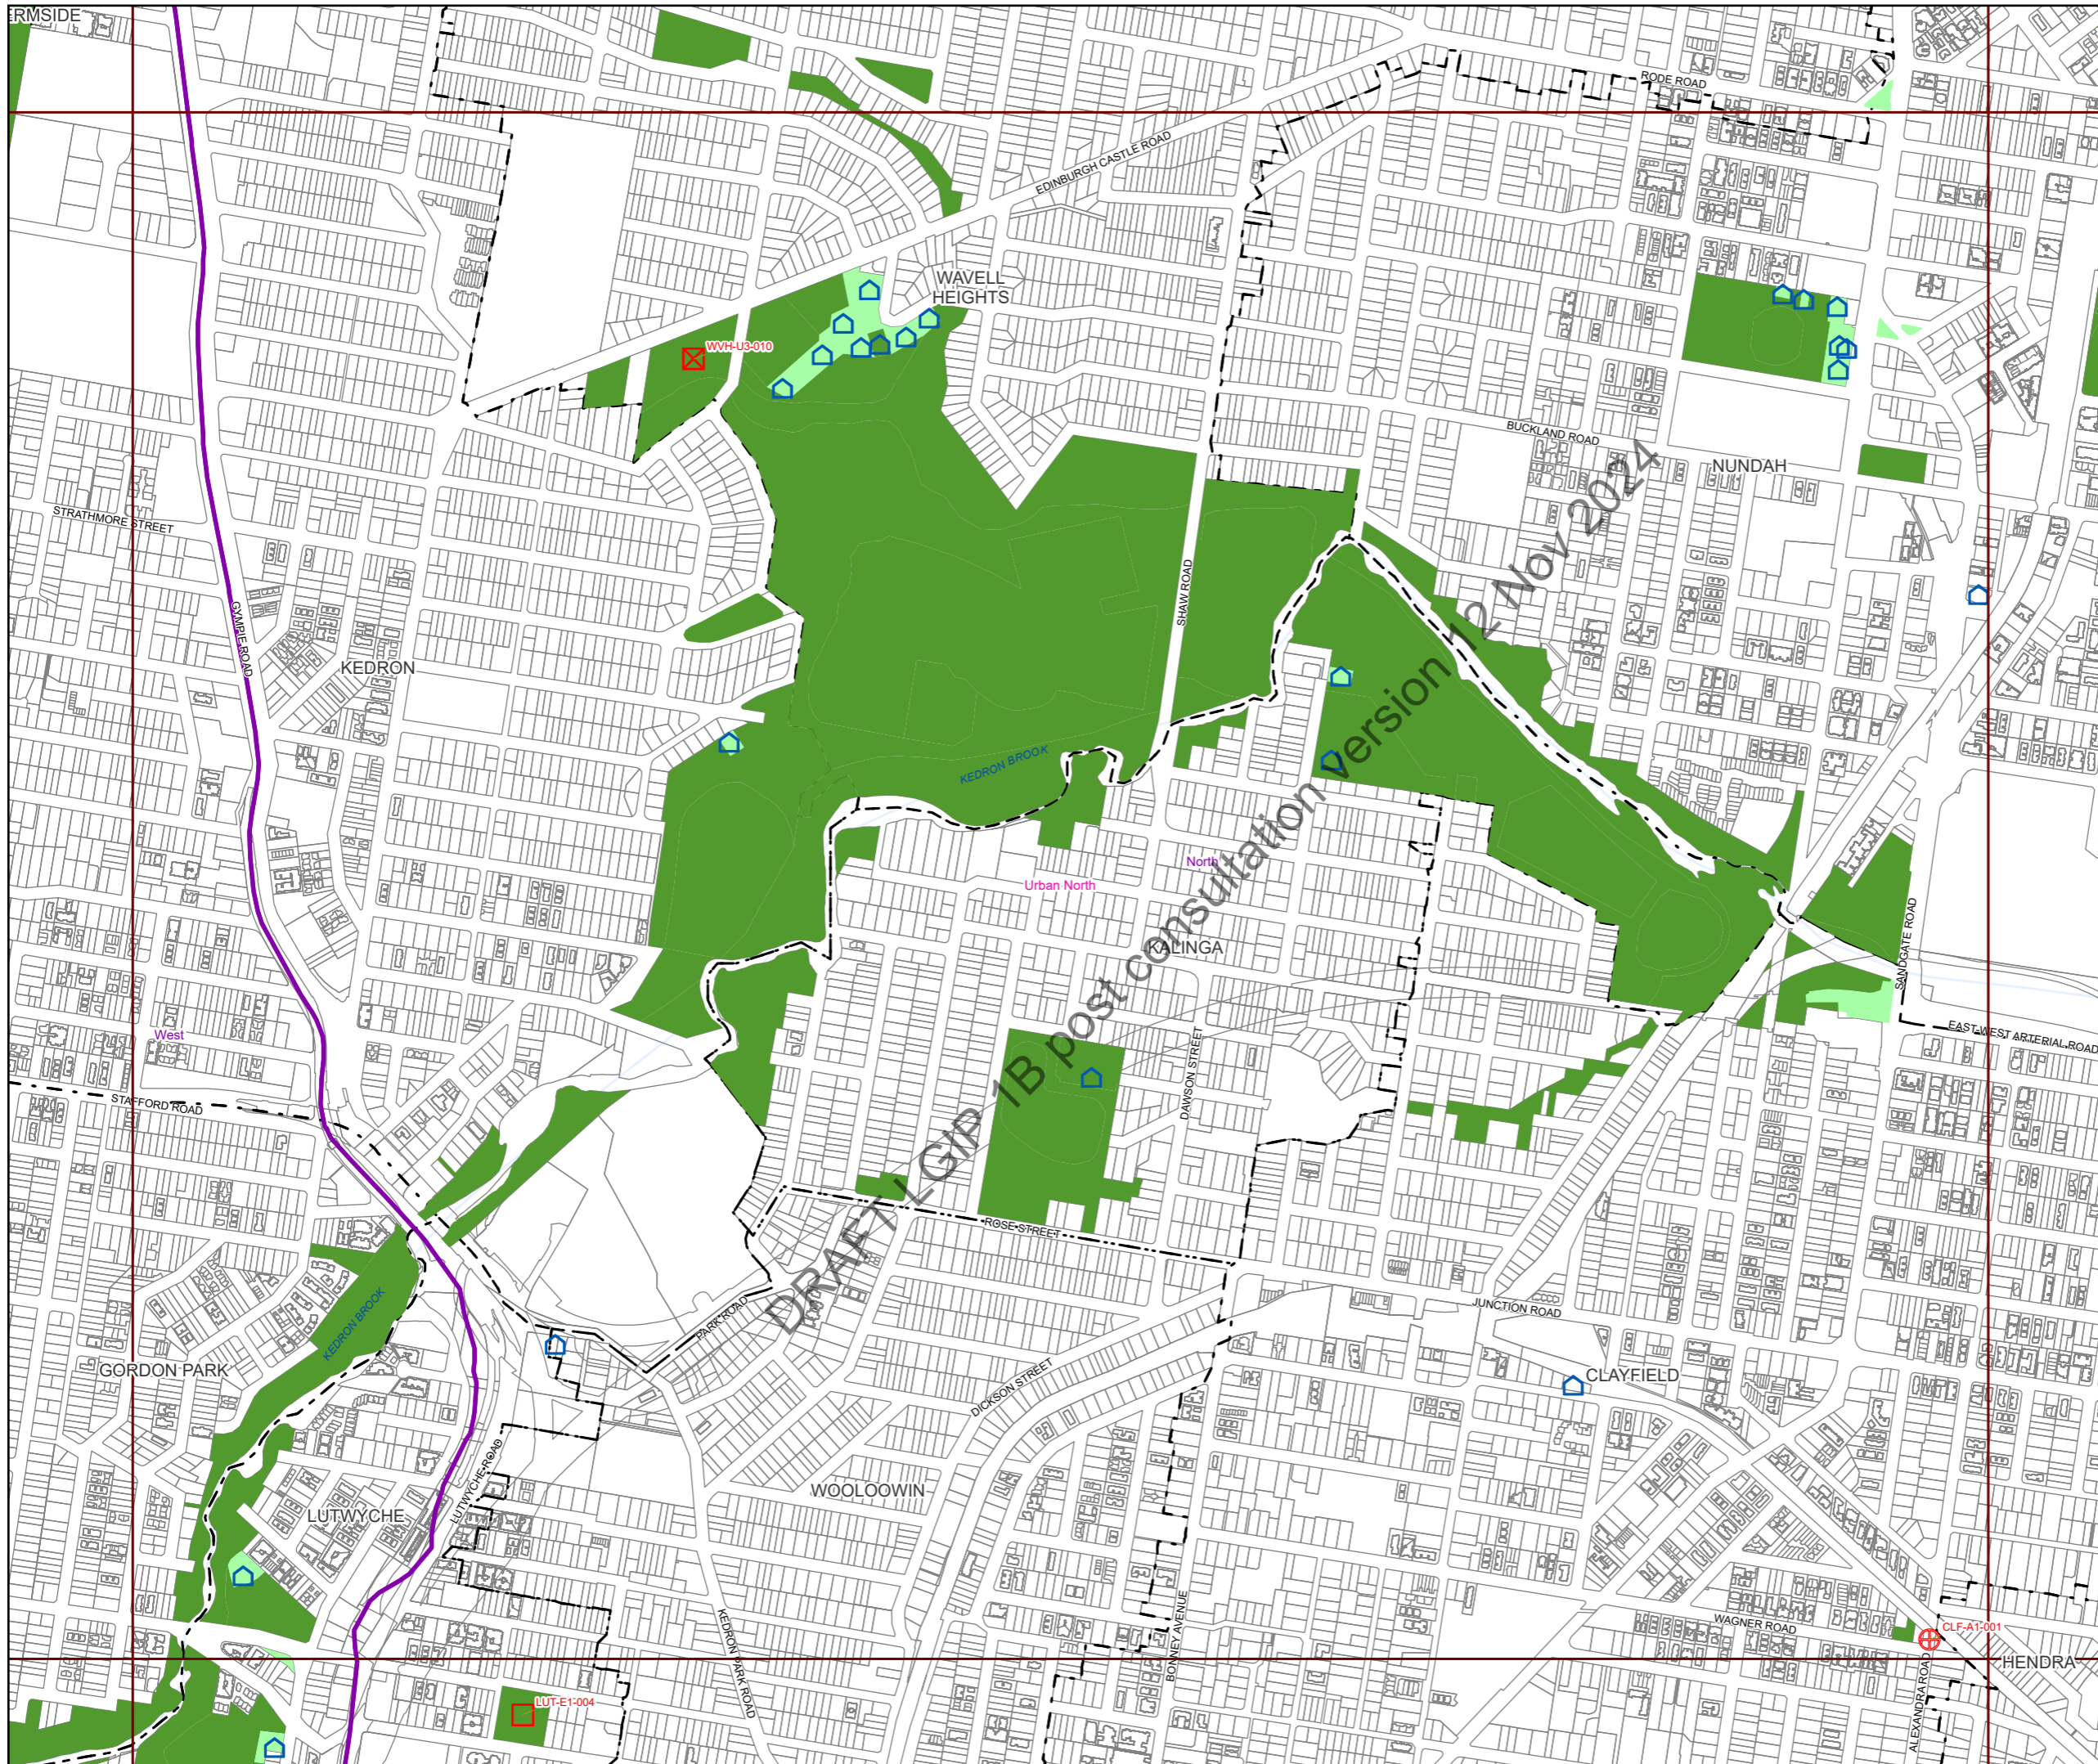 ERMSIDE
RODE ROAD
EDINBURGH CASTLE ROAD
WAVELL
HEIGHTS
WVH-U3-010
BUCKLAND ROAD
NUNDAH
STRATHMORE STREET
SHAW ROAD
GYMPIE ROAD
KEDRON
KEDRON BROOK
North
Urban North
KALINGA
SANDGATE ROAD
West
EAST-WEST ARTERIAL ROAD
DAWSON STREET
STAFFORD ROAD
DRAFT LGIP 1B post consultation version 12 Nov 2024
ROSE STREET
KEDRON BROOK
PARK ROAD
JUNCTION ROAD
GORDON PARK
DICKSON STREET
CLAYFIELD
LUTWYCHE ROAD
WOOLOOWIN
LUTWYCHE
KEDRON PARK ROAD
BONNEY AVENUE
WAGNER ROAD
CLF-A1-001
HENDRA
ALEXANDRA ROAD
LUT-E1-004